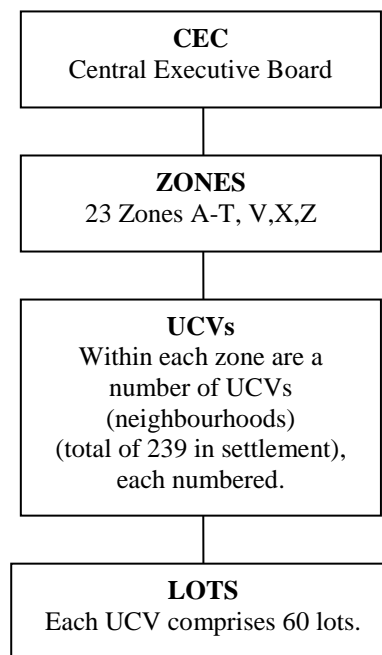 CEC
Central Executive Board
ZONES
23 Zones A-T, V,X,Z
UCVs
Within each zone are a
number of UCVs
(neighbourhoods)
(total of 239 in settlement),
each numbered.
LOTS
Each UCV comprises 60 lots.